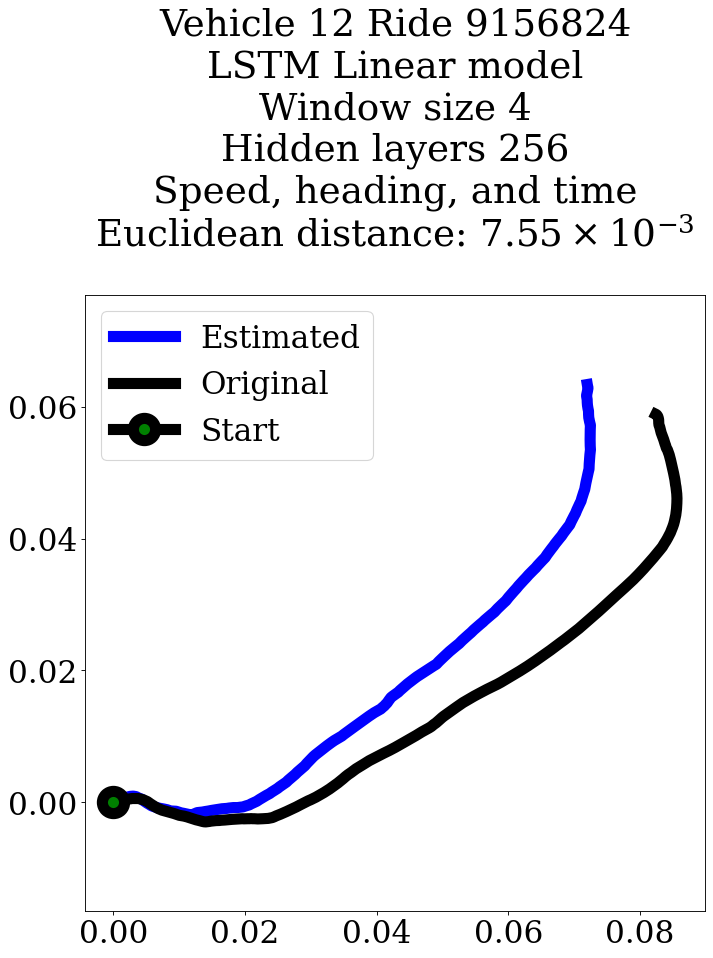 Vehicle 12 Ride 9156824
LSTM Linear model
Window size 4
Hidden layers 256
Speed, heading, and time
Euclidean distance: 7.55 × 10⁻³
Estimated
Original
Start
0.06
0.04
0.02
0.00
0.00 0.02 0.04 0.06 0.08